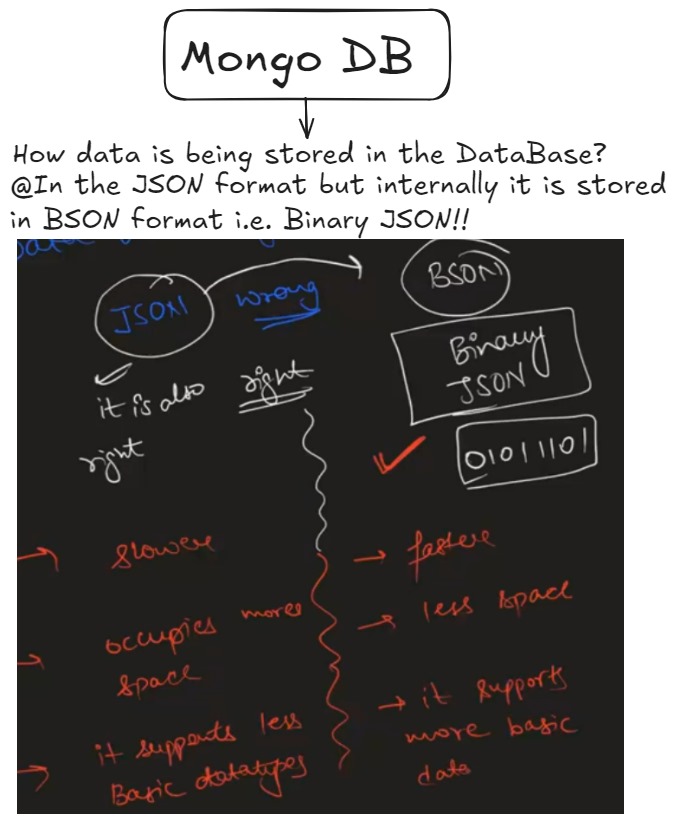 Mongo DB
How data is being stored in the DataBase?
@In the JSON format but internally it is stored
in BSON format i.e. Binary JSON!!
JSON
wrong
it is also right
right
BSON
Binary
JSON
01011101
slower
occupies more
space
it supports less
Basic datatypes
faster
less space
it supports
more basic
data